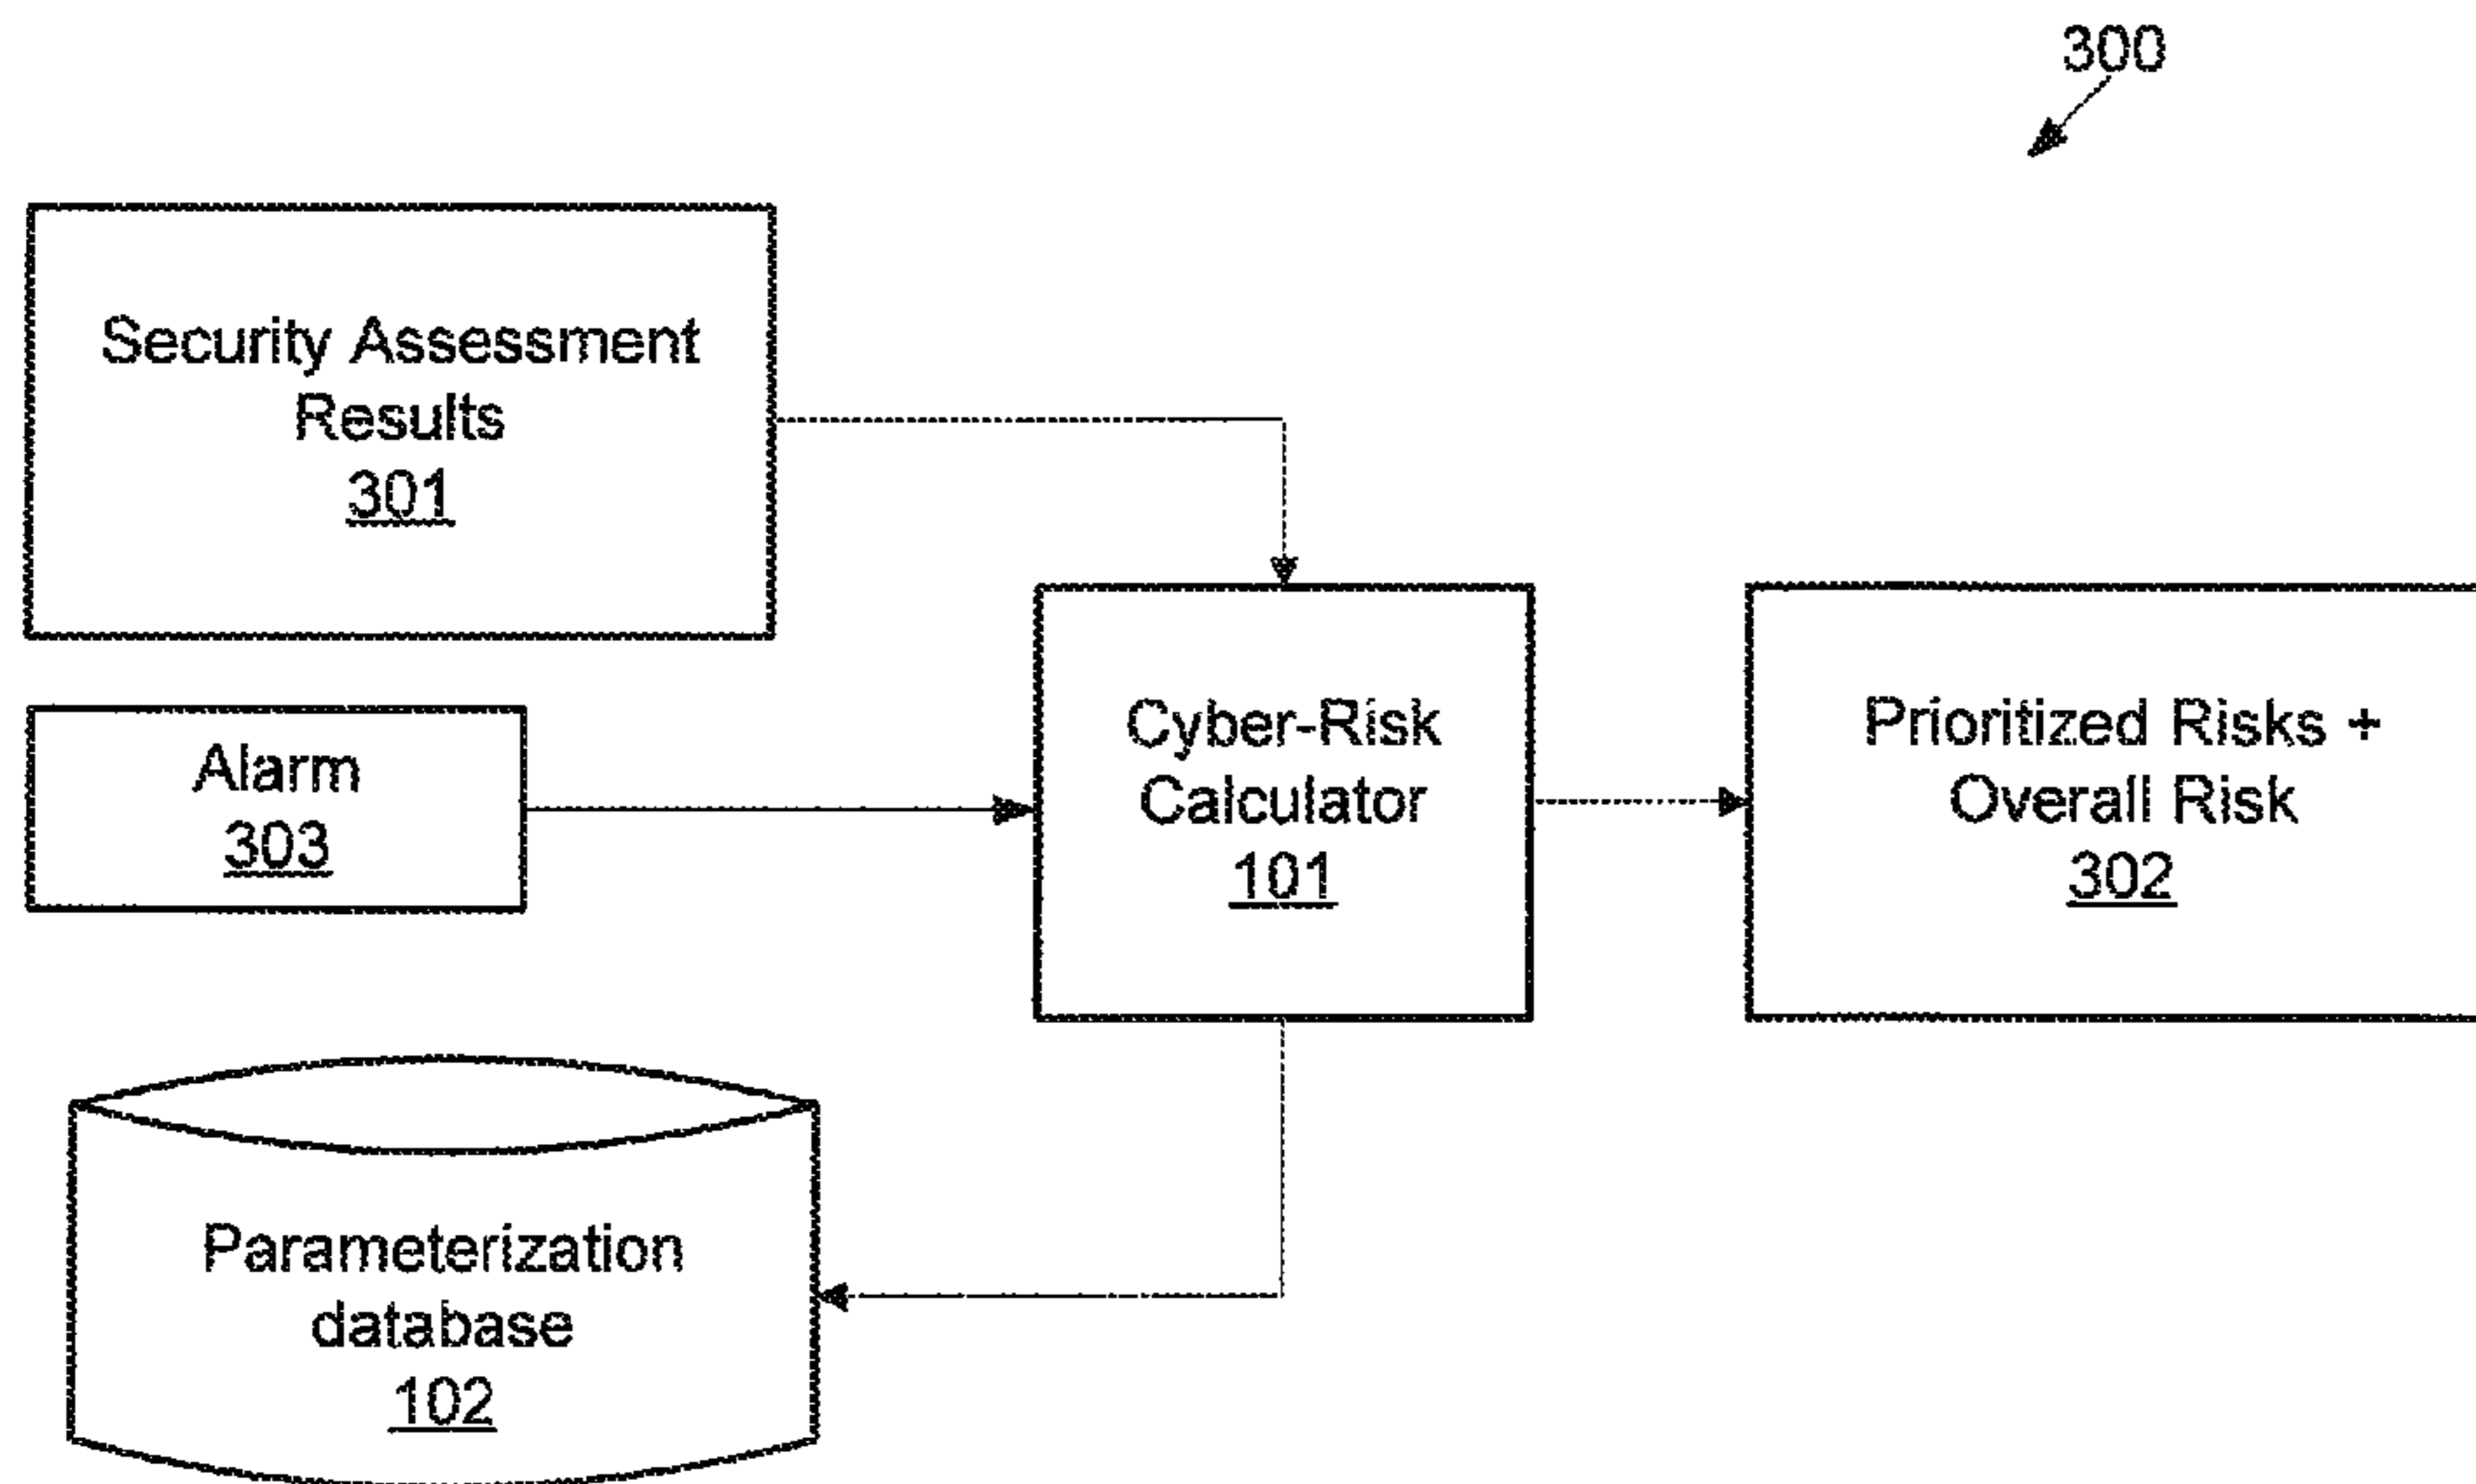 300
Security Assessment
Results
301
Alarm
303
Cyber-Risk
Calculator
101
Prioritized Risks +
Overall Risk
302
Parameterization
database
102